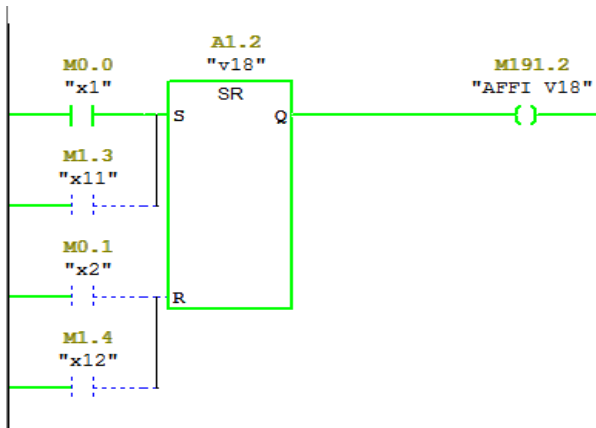 A1.2
M0.0
"v18"
M191.2
"x1"
SR
"AFFI V18"
S
Q
M1.3
"x11"
M0.1
"x2"
R
M1.4
"x12"